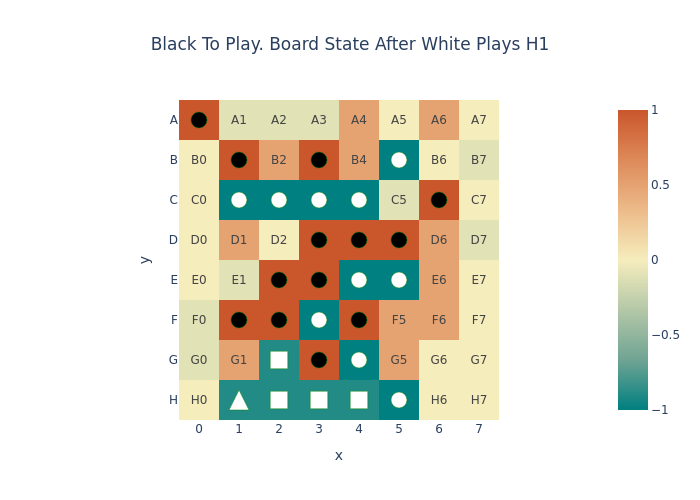 Black To Play. Board State After White Plays H1
A A1 A2 A3 A4 A5 A6 A7
B B0 B2 B4 B6 B7
C C0 C5 C7
D D0 D1 D2 D6 D7
E E0 E1 E6 E7
F F0 F5 F6 F7
G G0 G1 G5 G6 G7
H H0 H6 H7
0 1 2 3 4 5 6 7
x
y
1
0.5
0
−0.5
−1